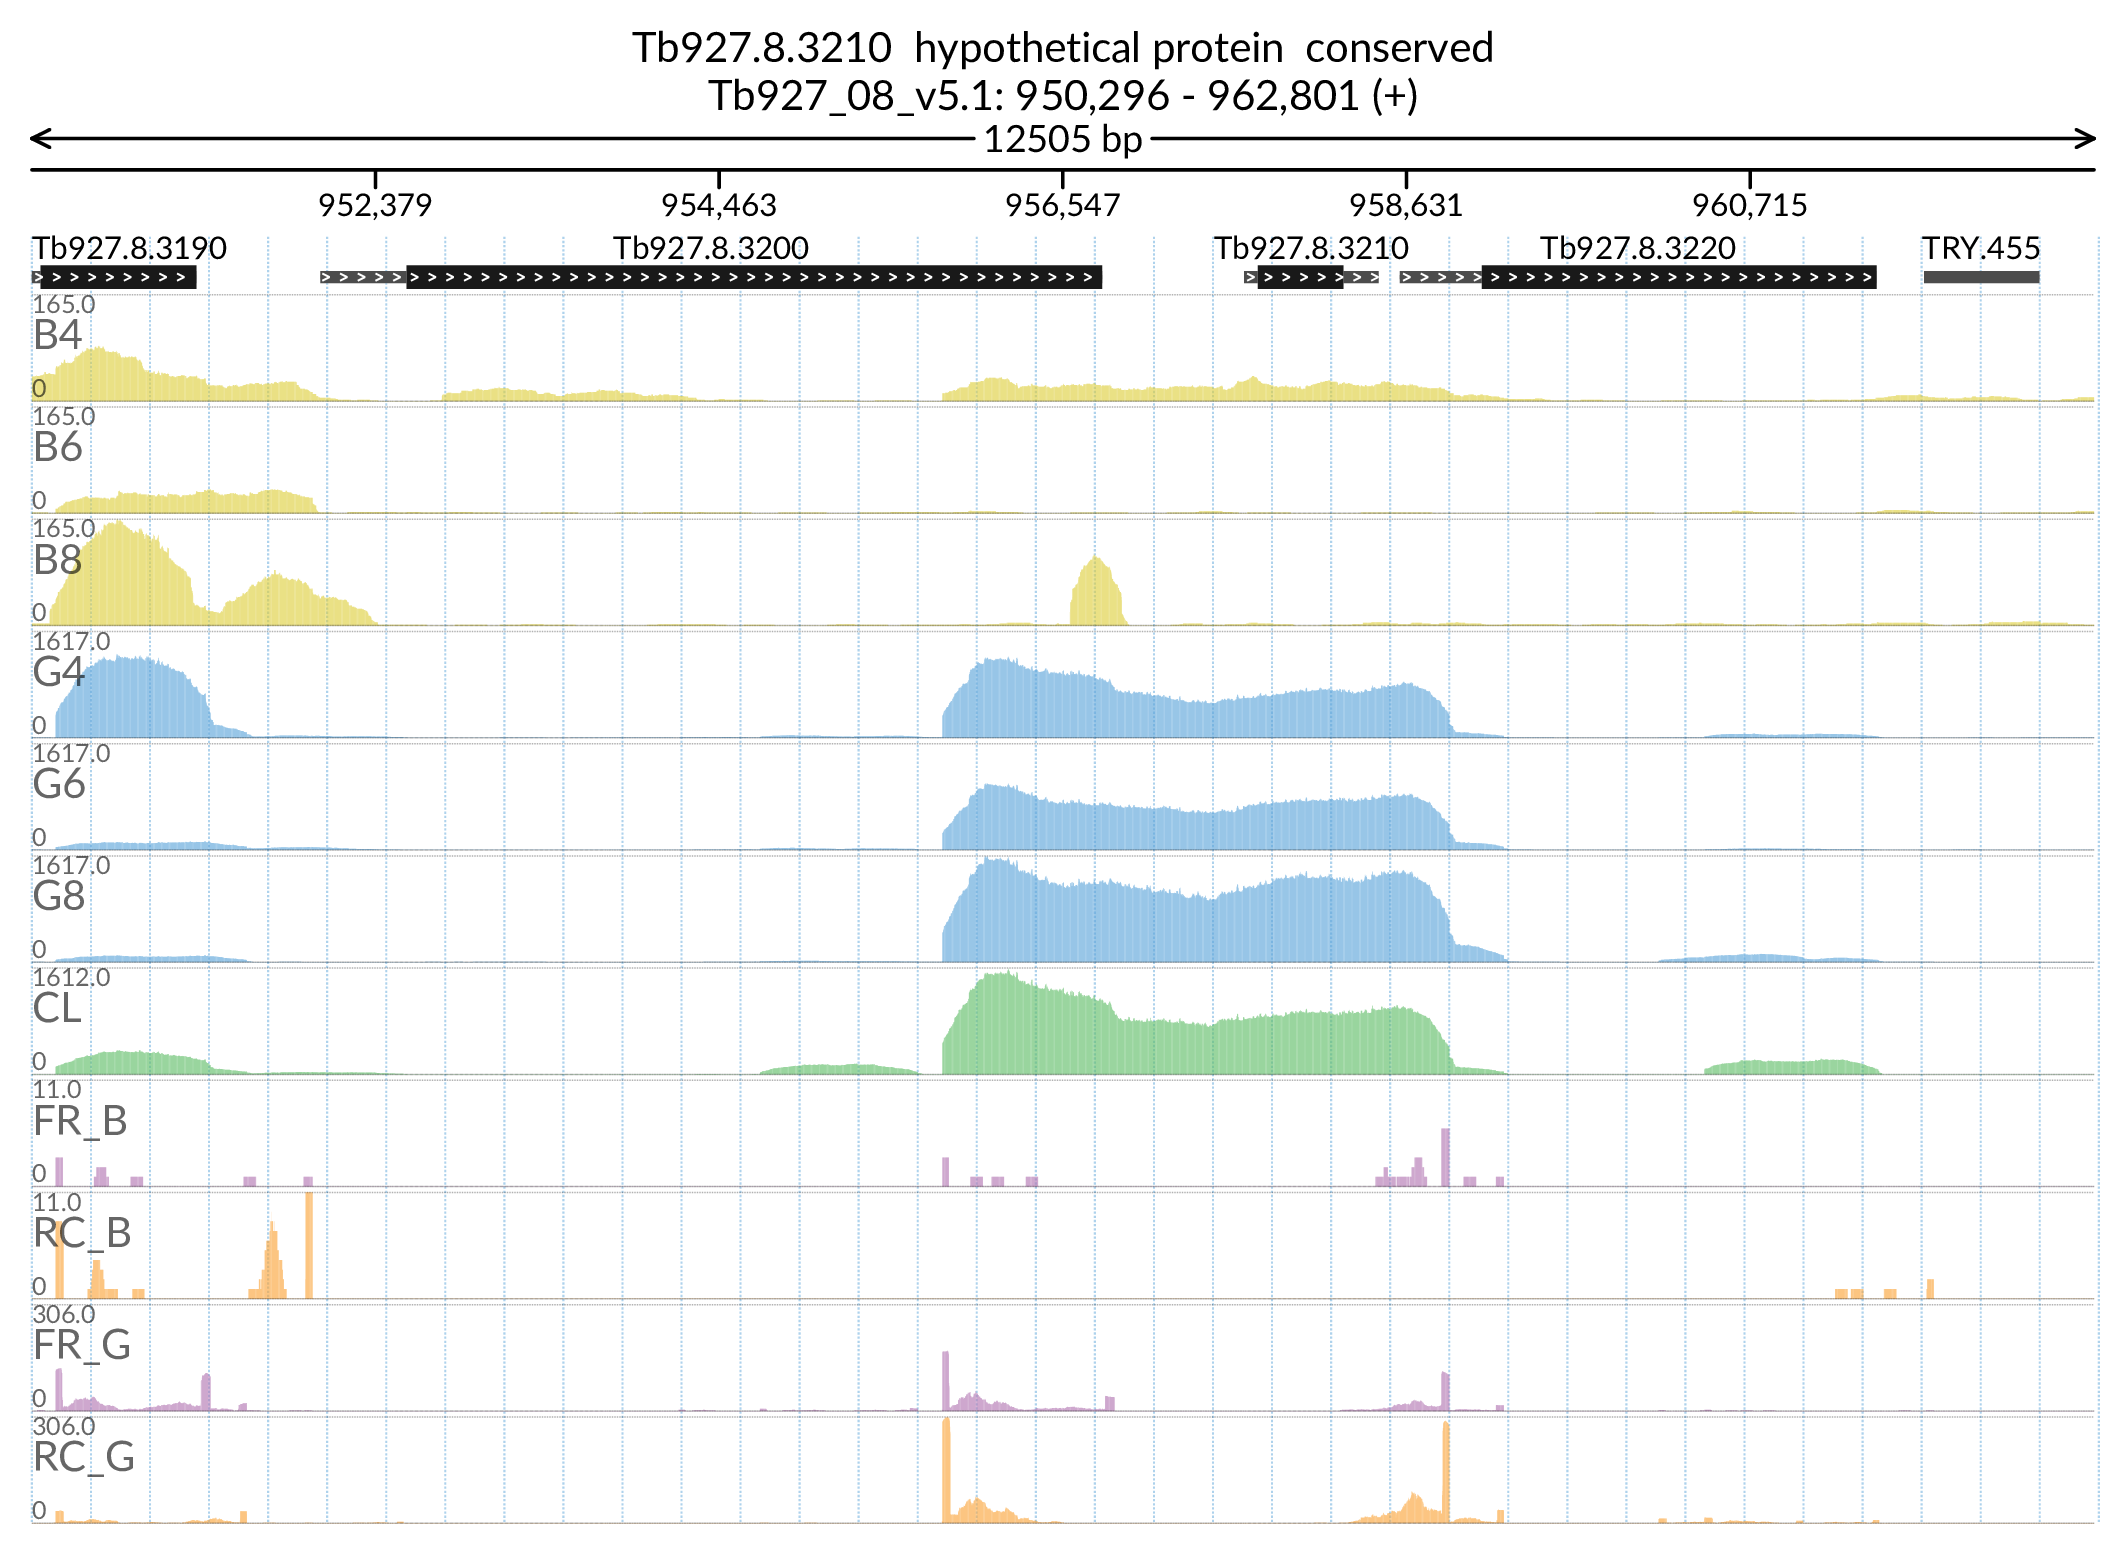 Tb927.8.3210 hypothetical protein conserved
Tb927_08_v5.1: 950,296 - 962,801 (+)
12505 bp
952,379 954,463 956,547 958,631 960,715
Tb927.8.3190 Tb927.8.3200 Tb927.8.3210 Tb927.8.3220 TRY.455
165.0
B4
0
165.0
B6
0
165.0
B8
0
1617.0
G4
0
1617.0
G6
0
1617.0
G8
0
1612.0
CL
0
11.0
FR_B
0
11.0
RC_B
0
306.0
FR_G
0
306.0
RC_G
0